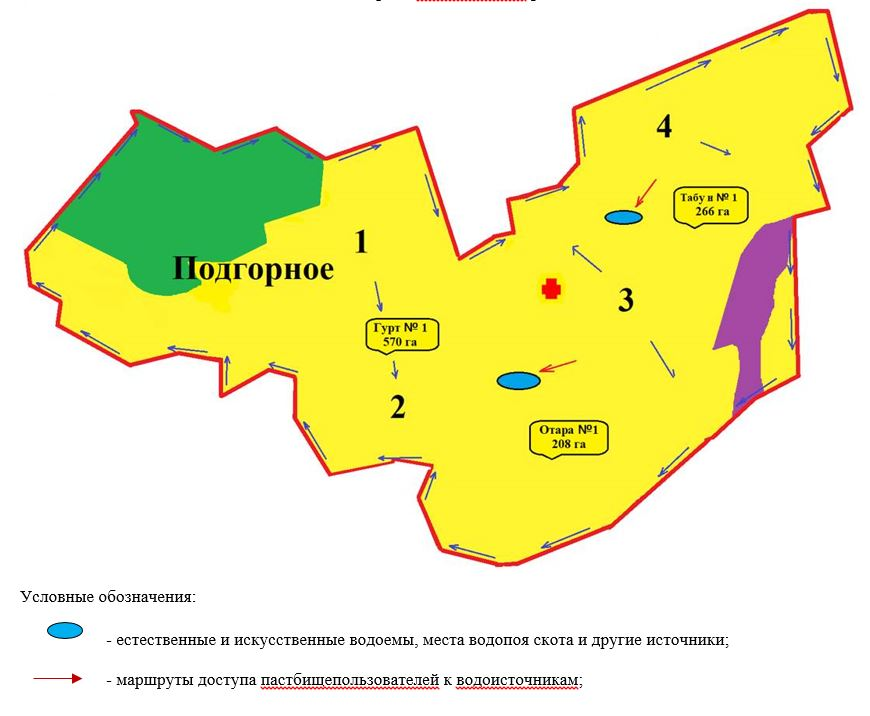 4
Табу н № 1
266 га
1
Подгорное
3
Гурт № 1
570 га
2
Отара №1
208 га
Условные обозначения:
- естественные и искусственные водоемы, места водопоя скота и другие источники;
- маршруты доступа пастбищепользователей к водоисточникам;